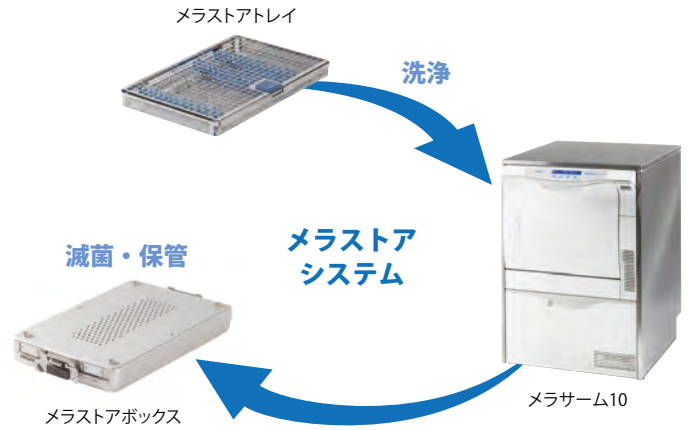 メラストアトレイ
洗浄
メラストア
システム
滅菌・保管
メラサーム10
メラストアボックス